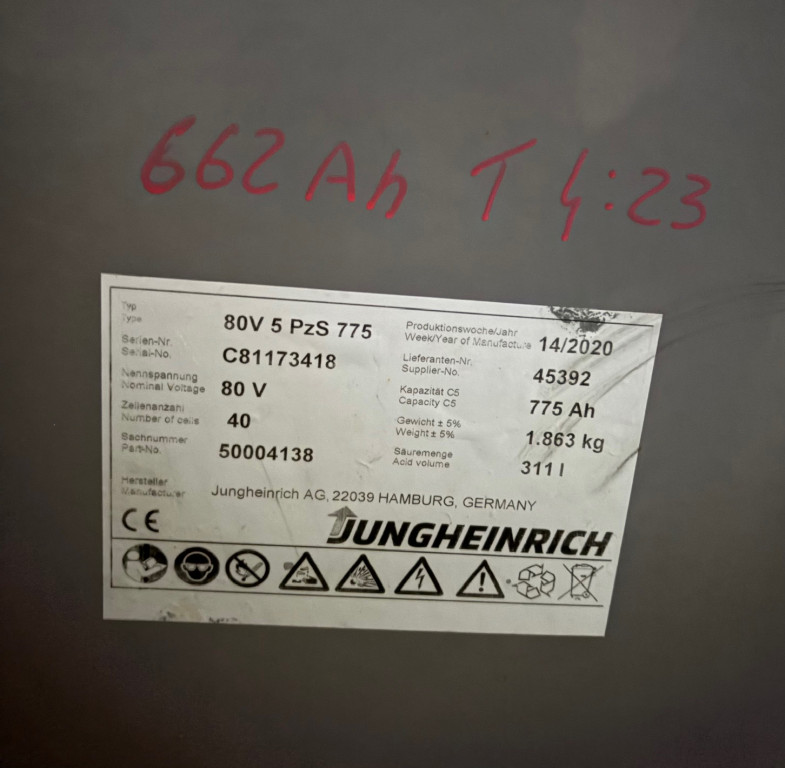 662 Ah T 4:23
Typ
Type
80V 5 PzS 775
Produktionswoche/Jahr
Week/Year of Manufacture
14/2020
Serien-Nr.
Serial-No.
C81173418
Lieferanten-Nr.
Supplier-No.
45392
Nennspannung
Nominal Voltage
80 V
Kapazität C5
Capacity C5
775 Ah
Zellenanzahl
Number of cells
40
Gewicht ± 5%
Weight ± 5%
1.863 kg
Sachnummer
Part-No.
50004138
Säuremenge
Acid volume
311 l
Hersteller
Manufacturer
Jungheinrich AG, 22039 HAMBURG, GERMANY
CE
JUNGHEINRICH